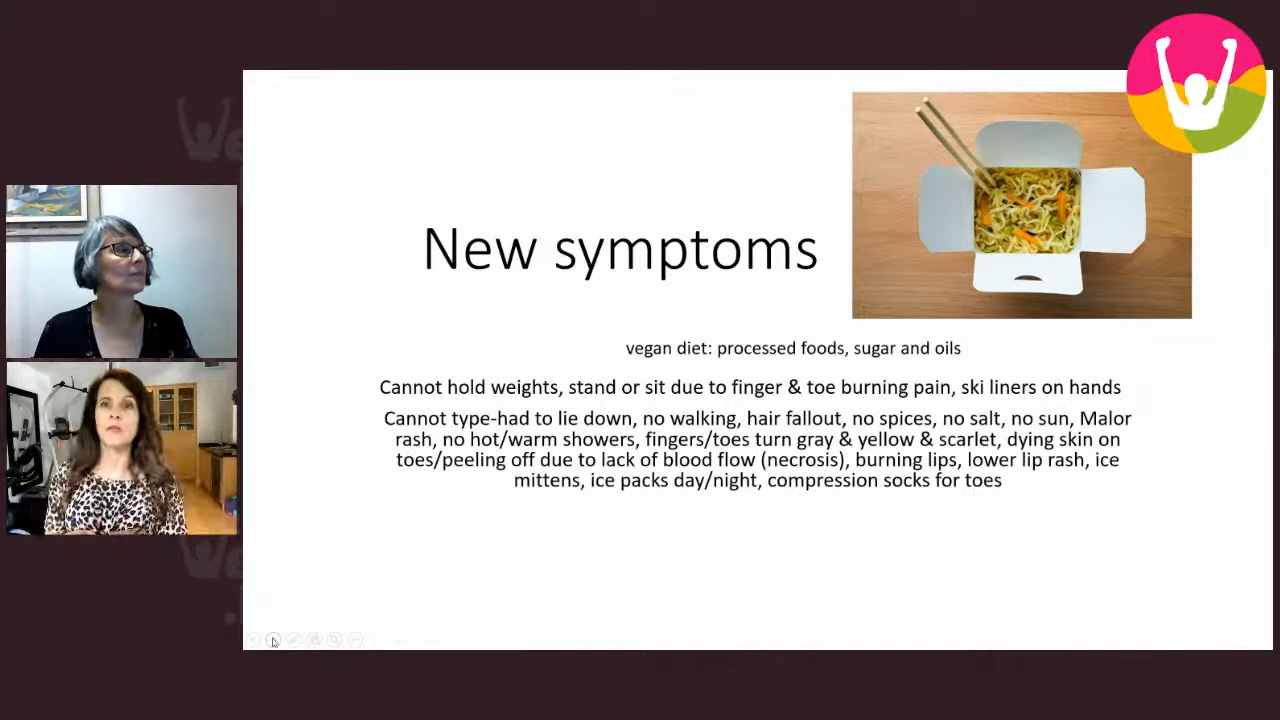 New symptoms
vegan diet: processed foods, sugar and oils
Cannot hold weights, stand or sit due to finger & toe burning pain, ski liners on hands
Cannot type-had to lie down, no walking, hair fallout, no spices, no salt, no sun, Malor
rash, no hot/warm showers, fingers/toes turn gray & yellow & scarlet, dying skin on
toes/peeling off due to lack of blood flow (necrosis), burning lips, lower lip rash, ice
mittens, ice packs day/night, compression socks for toes